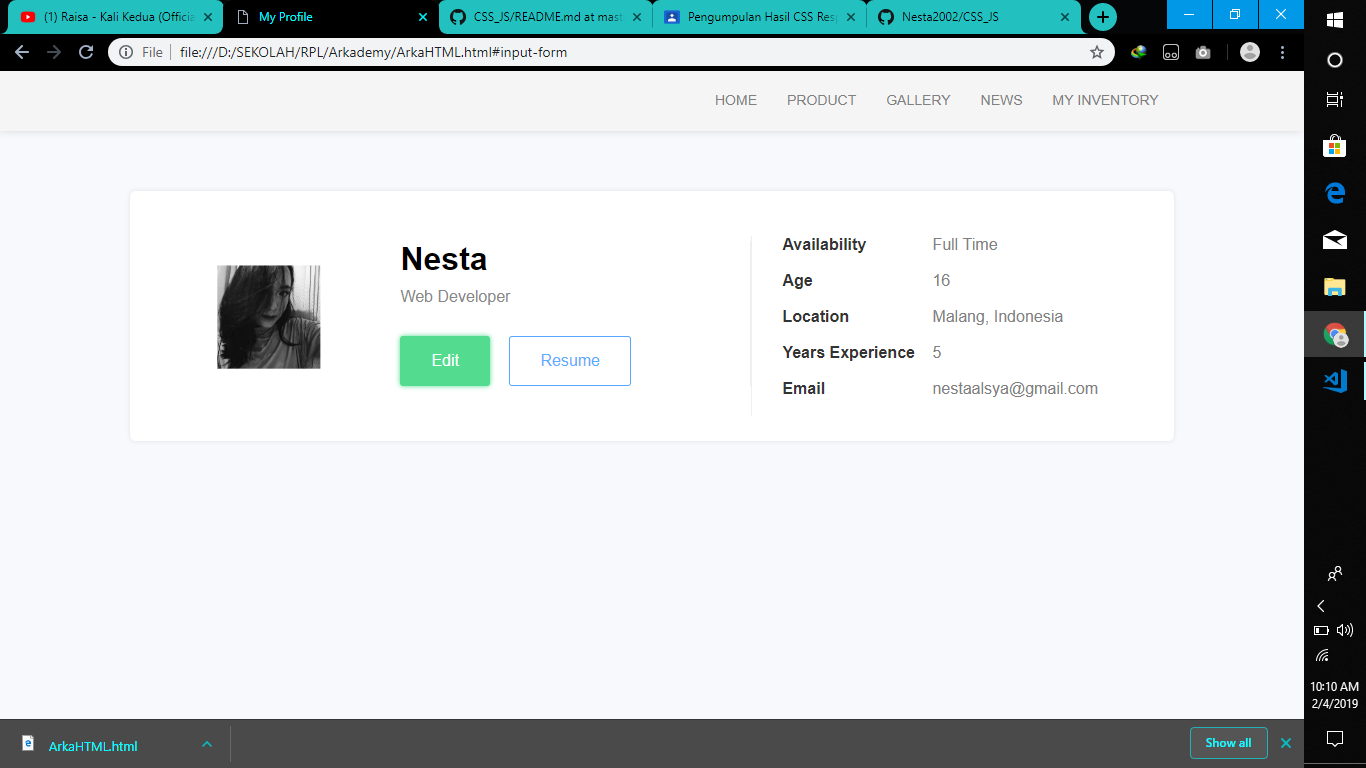 (1) Raisa - Kali Kedua (Officia
My Profile
CSS_JS/README.md at mast
Pengumpulan Hasil CSS Resp
Nesta2002/CSS_JS
File
file:///D:/SEKOLAH/RPL/Arkademy/ArkaHTML.html#input-form
HOME PRODUCT GALLERY NEWS MY INVENTORY
Nesta
Web Developer
Edit Resume
Availability Full Time
Age 16
Location Malang, Indonesia
Years Experience 5
Email nestaalsya@gmail.com
10:10 AM
2/4/2019
ArkaHTML.html
Show all